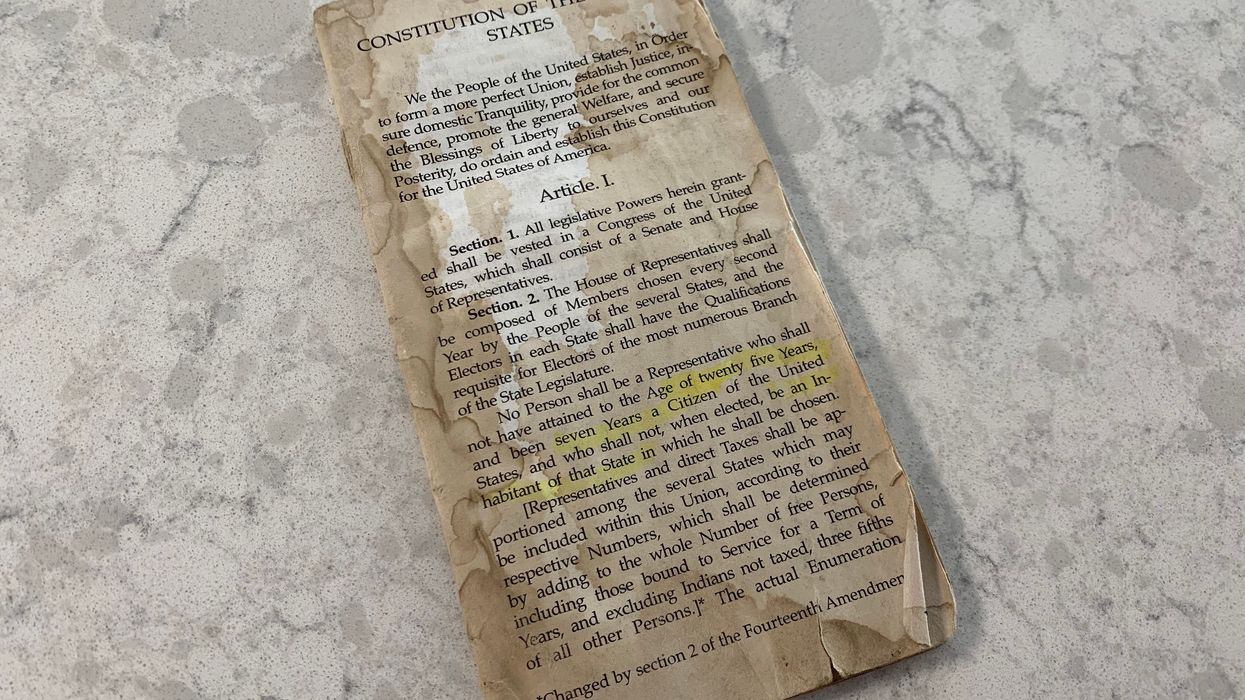 CONSTITUTION OF THE
STATES
We the People of the United States, in Order
to form a more perfect Union, establish Justice, in-
sure domestic Tranquility, provide for the common
defence, promote the general Welfare, and secure
the Blessings of Liberty to ourselves and our
Posterity, do ordain and establish this Constitution
for the United States of America.
Article. I.
Section. 1. All legislative Powers herein grant-
ed shall be vested in a Congress of the United
States, which shall consist of a Senate and House
of Representatives.
Section. 2. The House of Representatives shall
be composed of Members chosen every second
Year by the People of the several States, and the
Electors in each State shall have the Qualifications
requisite for Electors of the most numerous Branch
of the State Legislature.
No Person shall be a Representative who shall
not have attained to the Age of twenty five Years,
and been seven Years a Citizen of the United
States, and who shall not, when elected, be an In-
habitant of that State in which he shall be chosen.
[Representatives and direct Taxes shall be ap-
portioned among the several States which may
be included within this Union, according to their
respective Numbers, which shall be determined
by adding to the whole Number of free Persons,
including those bound to Service for a Term of
Years, and excluding Indians not taxed, three fifths
of all other Persons.]* The actual Enumeration
*Changed by section 2 of the Fourteenth Amendmen